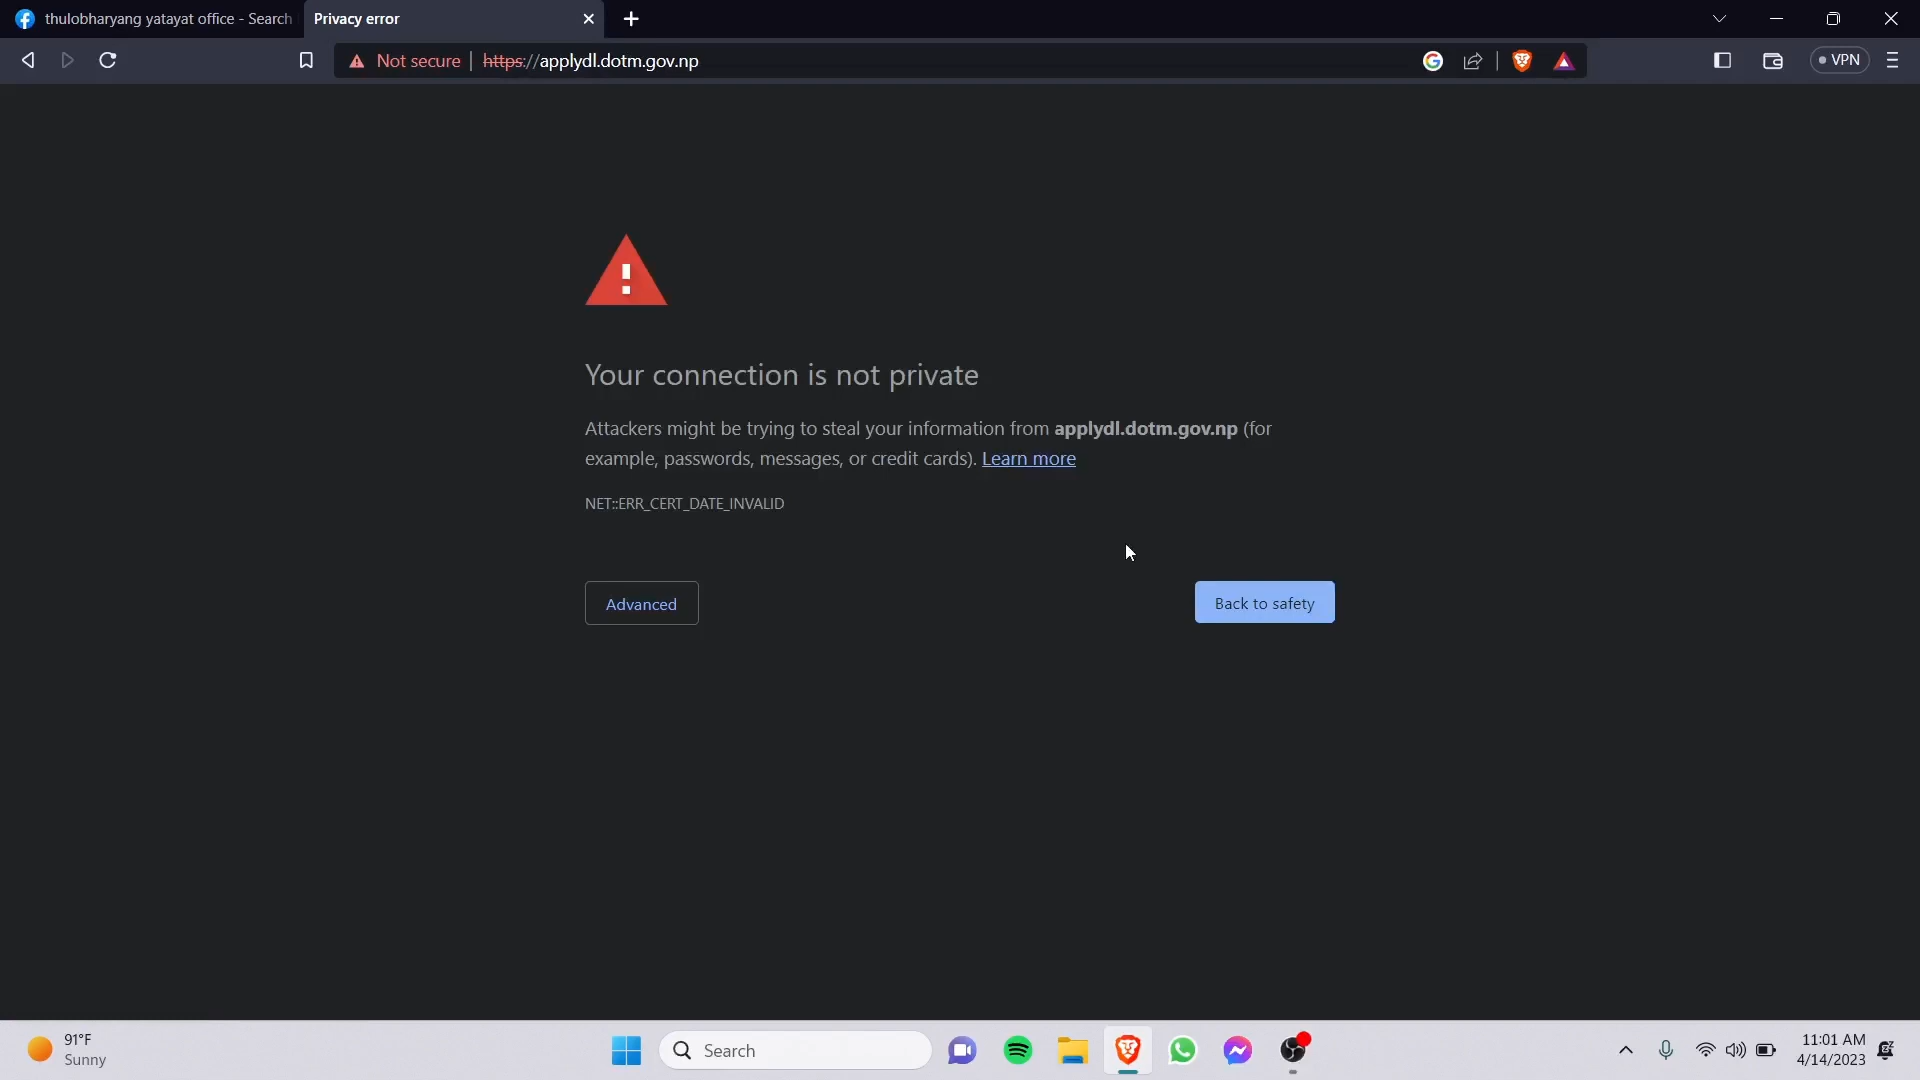 thulobharyang yatayat office - Search
Privacy error
Not secure
https://applydl.dotm.gov.np
VPN
Your connection is not private
Attackers might be trying to steal your information from applydl.dotm.gov.np (for
example, passwords, messages, or credit cards). Learn more
NET::ERR_CERT_DATE_INVALID
Advanced
Back to safety
91°F
Sunny
Search
11:01 AM
4/14/2023